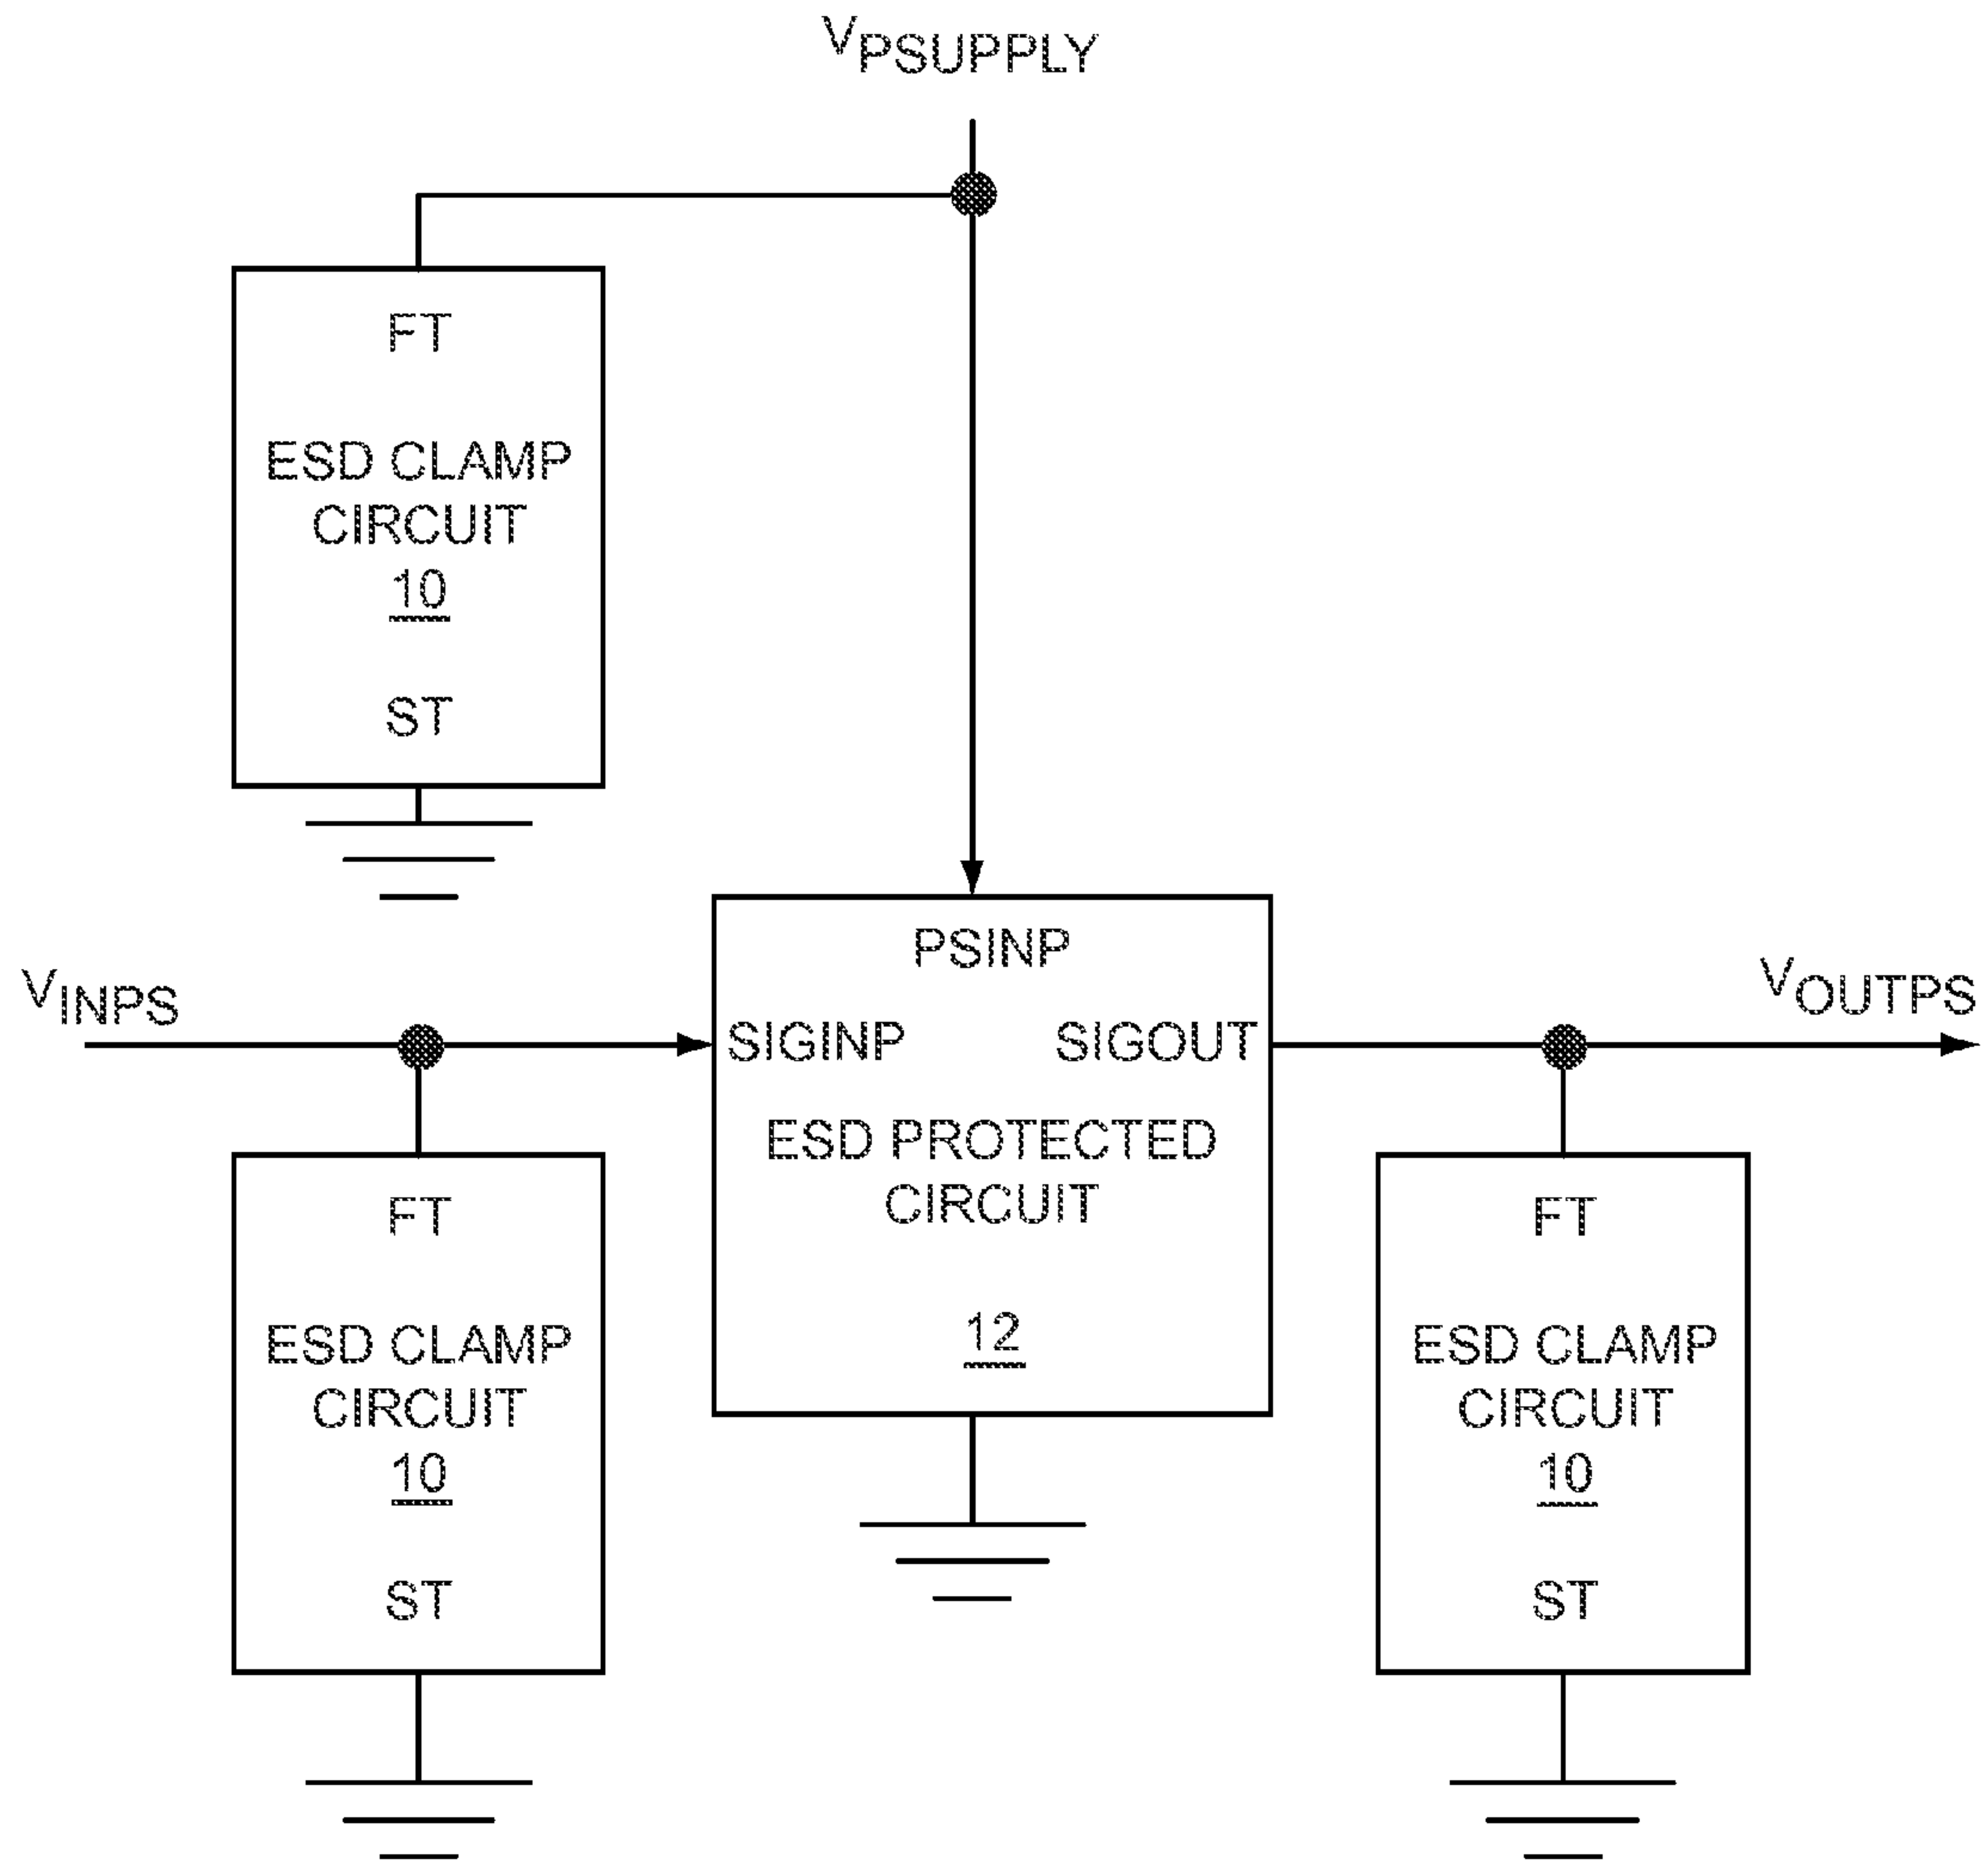 VPSUPPLY
FT
ESD CLAMP
CIRCUIT
10
ST
VINPS
PSINP
SIGINP SIGOUT
ESD PROTECTED
CIRCUIT
12
VOUTPS
FT
ESD CLAMP
CIRCUIT
10
ST
FT
ESD CLAMP
CIRCUIT
10
ST